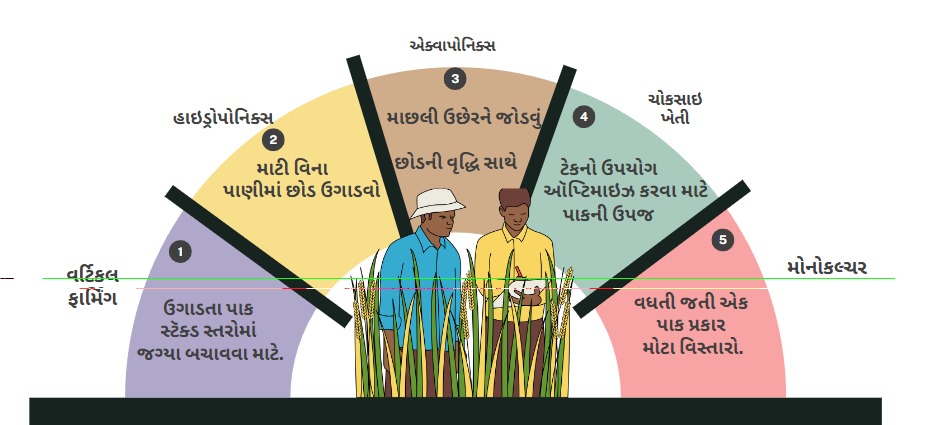 વર્ટિકલ
ફાર્મિંગ
1
ઉગાડતા પાક
સ્ટૅક્ડ સ્તરોમાં
જગ્યા બચાવવા માટે.
હાઇડ્રોપોનિક્સ
2
માટી વિના
પાણીમાં છોડ ઉગાડવો
એક્વાપોનિક્સ
3
માછલી ઉછેરને જોડવું
છોડની વૃદ્ધિ સાથે
ચોકસાઇ
ખેતી
4
ટેકનો ઉપયોગ
ઑપ્ટિમાઇઝ કરવા માટે
પાકની ઉપજ
મોનોકલ્ચર
5
વધતી જતી એક
પાક પ્રકાર
મોટા વિસ્તારો.